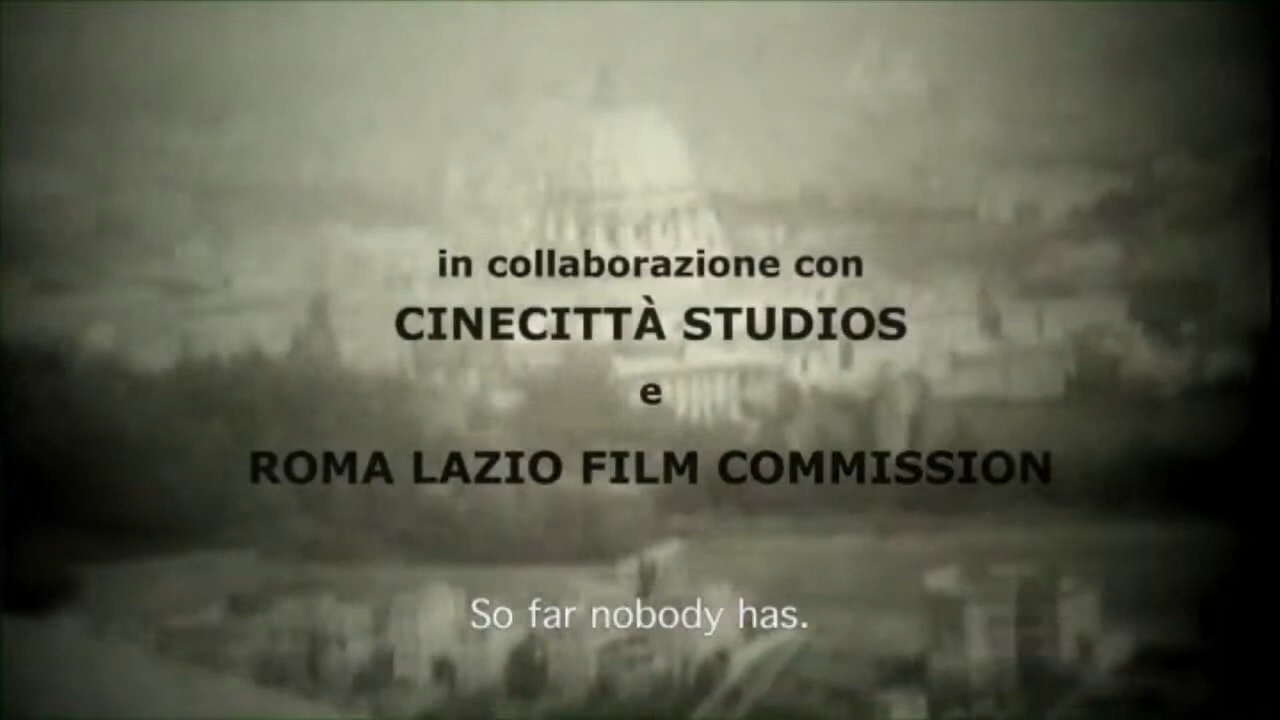 in collaborazione con
CINECITTÀ STUDIOS
e
ROMA LAZIO FILM COMMISSION
So far nobody has.